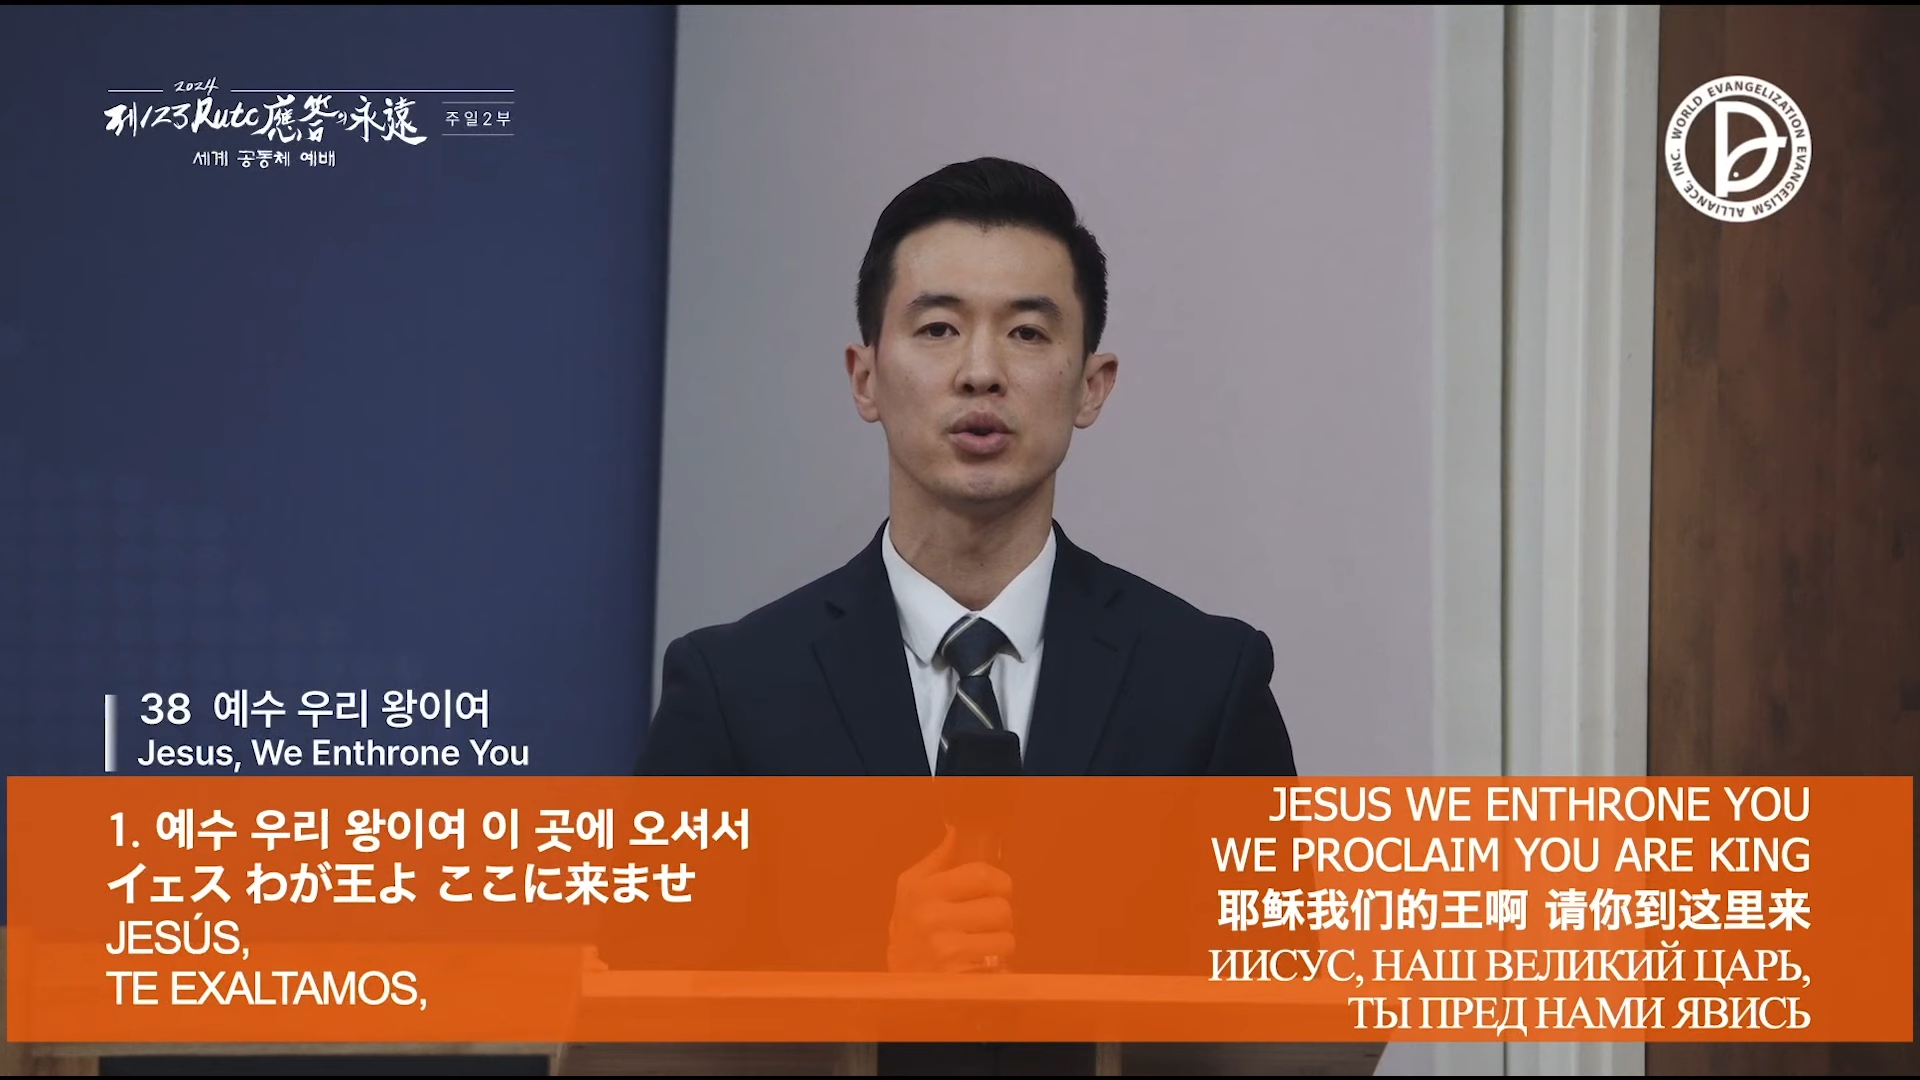 2024
제123 RUTC 應答의 永遠
주일2부
세계 공동체 예배
WORLD EVANGELIZATION EVANGELISM ALLIANCE, INC.
38 예수 우리 왕이여
Jesus, We Enthrone You
1. 예수 우리 왕이여 이 곳에 오셔서
イェス わが王よ ここに来ませ
JESÚS,
TE EXALTAMOS,
JESUS WE ENTHRONE YOU
WE PROCLAIM YOU ARE KING
耶稣我们的王啊 请你到这里来
ИИСУС, НАШ ВЕЛИКИЙ ЦАРЬ,
ТЫ ПРЕД НАМИ ЯВИСЬ